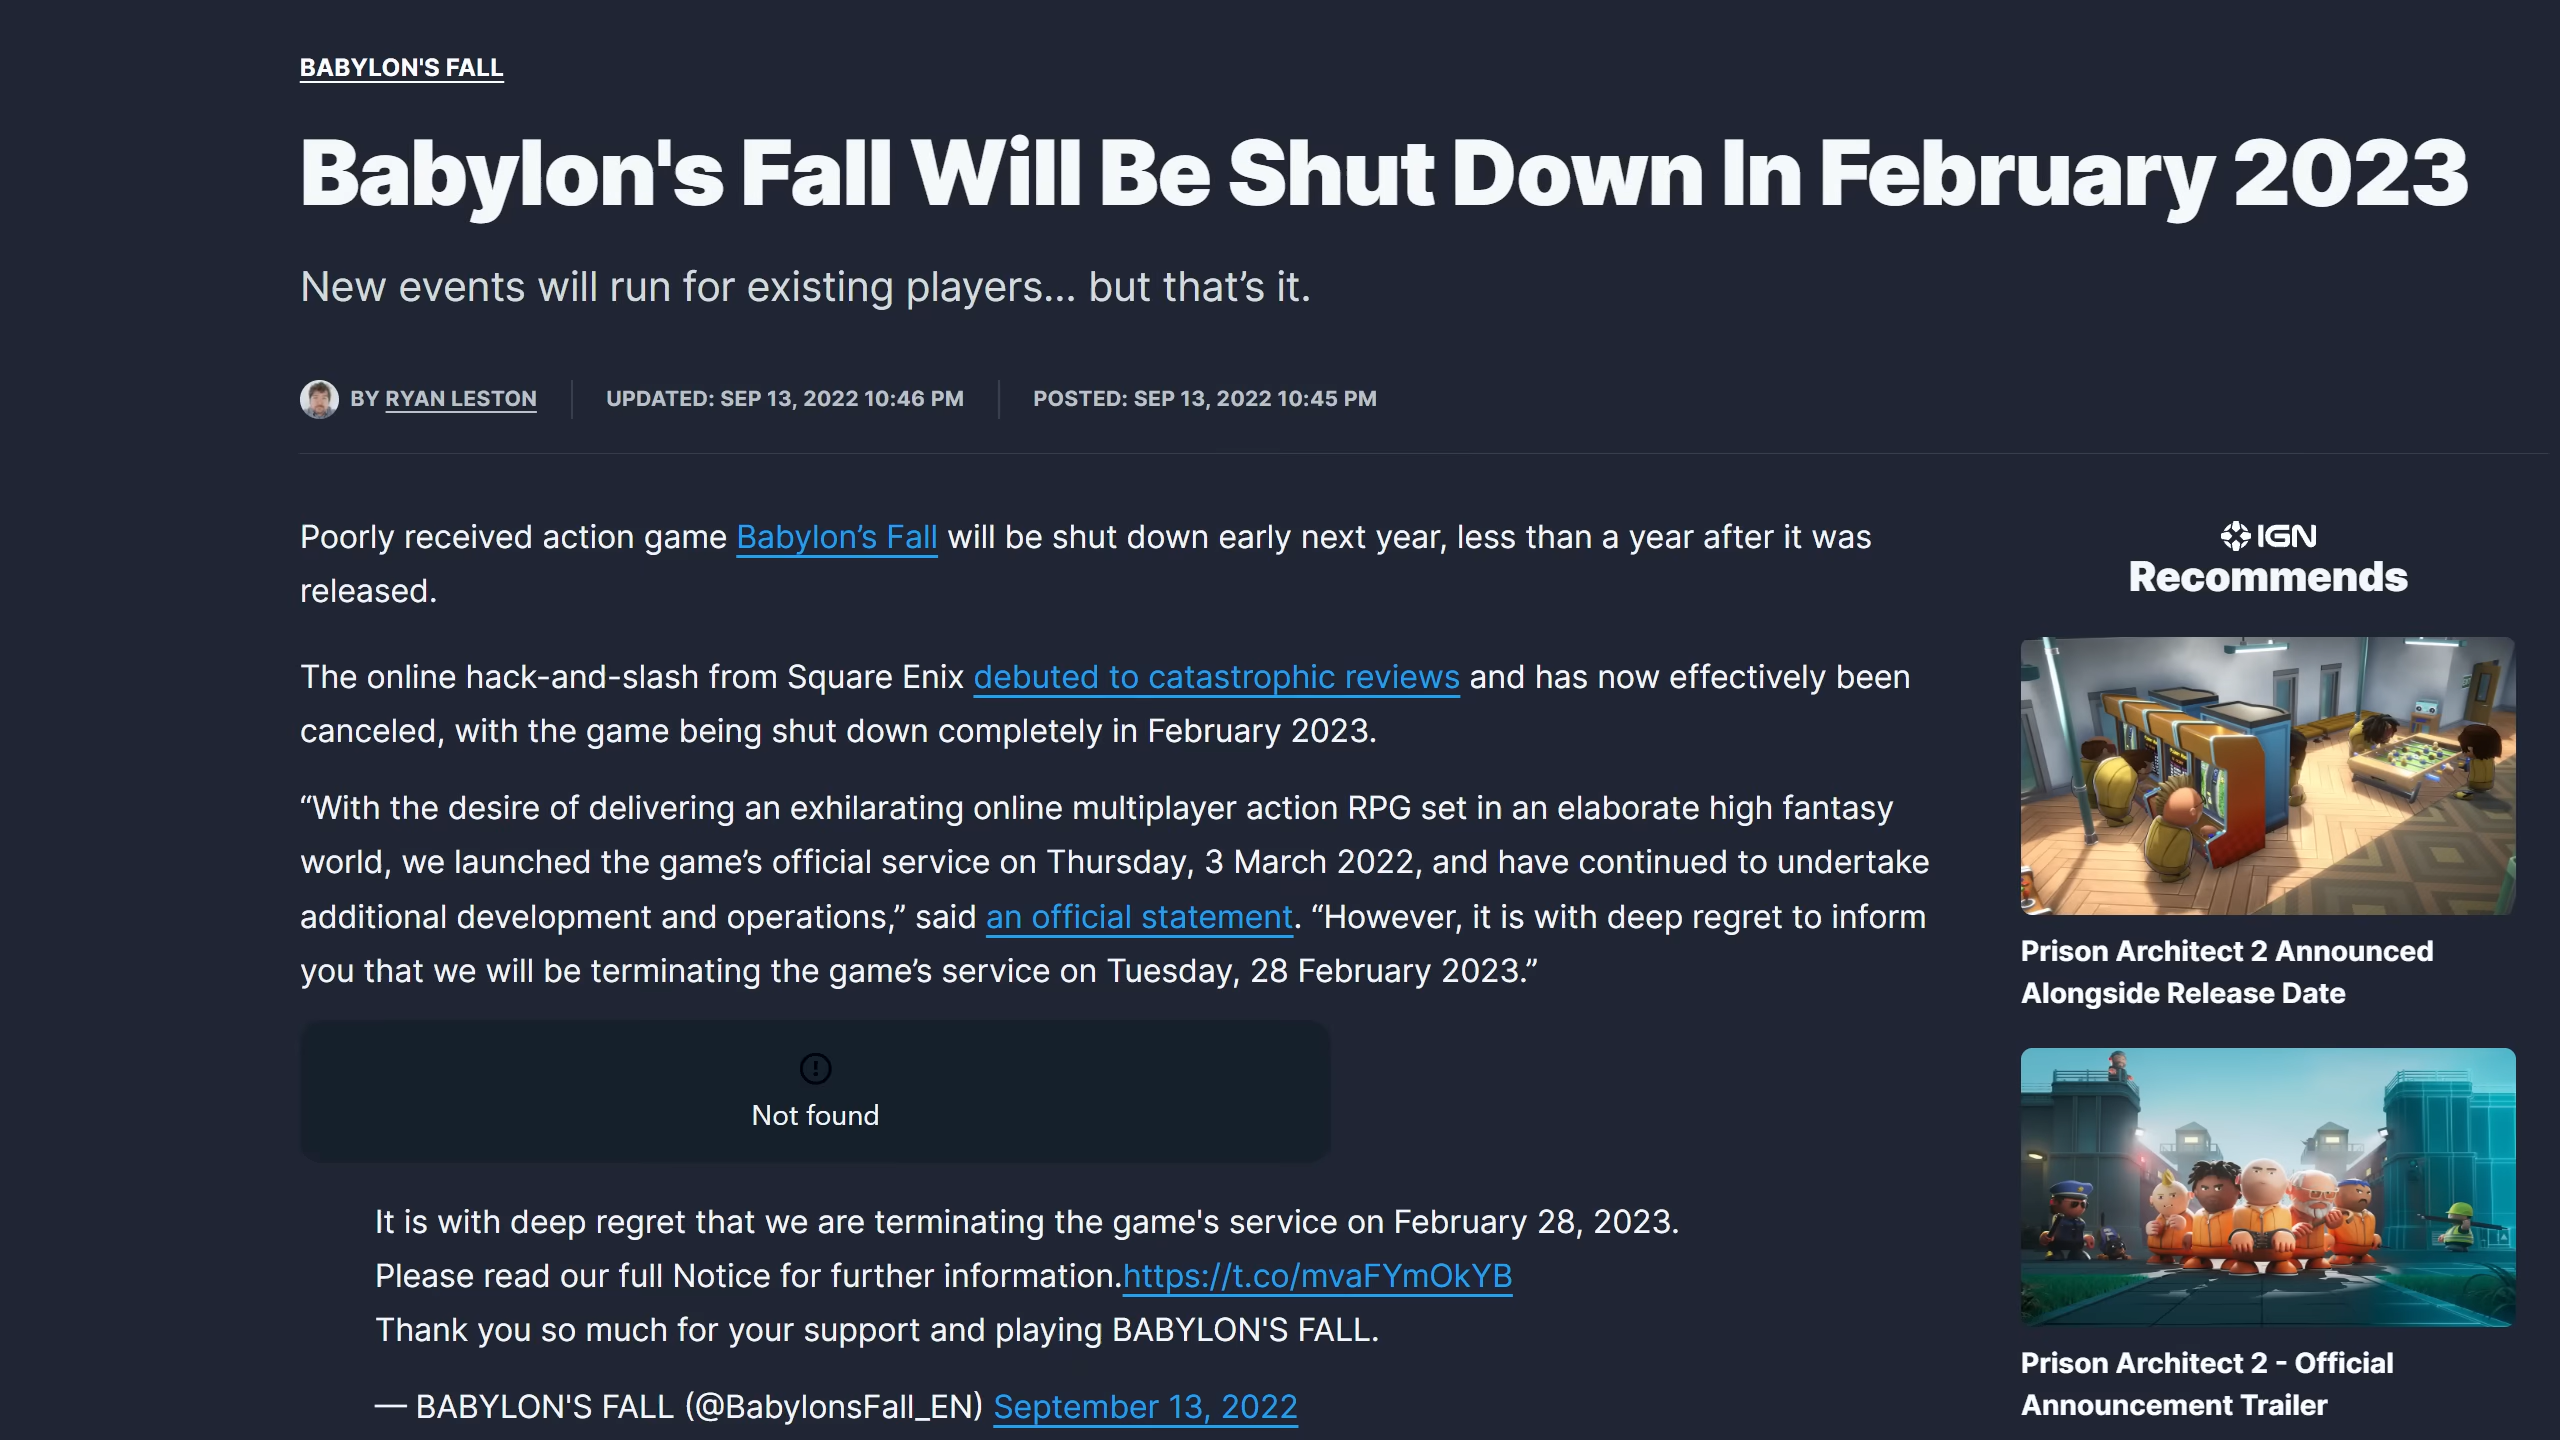 BABYLON'S FALL
Babylon's Fall Will Be Shut Down In February 2023
New events will run for existing players... but that’s it.
BY RYAN LESTON
UPDATED: SEP 13, 2022 10:46 PM
POSTED: SEP 13, 2022 10:45 PM
Poorly received action game Babylon’s Fall will be shut down early next year, less than a year after it was
released.
The online hack-and-slash from Square Enix debuted to catastrophic reviews and has now effectively been
canceled, with the game being shut down completely in February 2023.
“With the desire of delivering an exhilarating online multiplayer action RPG set in an elaborate high fantasy
world, we launched the game’s official service on Thursday, 3 March 2022, and have continued to undertake
additional development and operations,” said an official statement. “However, it is with deep regret to inform
you that we will be terminating the game’s service on Tuesday, 28 February 2023.”
Not found
It is with deep regret that we are terminating the game's service on February 28, 2023.
Please read our full Notice for further information.https://t.co/mvaFYmOkYB
Thank you so much for your support and playing BABYLON'S FALL.
— BABYLON'S FALL (@BabylonsFall_EN) September 13, 2022
IGN
Recommends
Prison Architect 2 Announced
Alongside Release Date
Prison Architect 2 - Official
Announcement Trailer